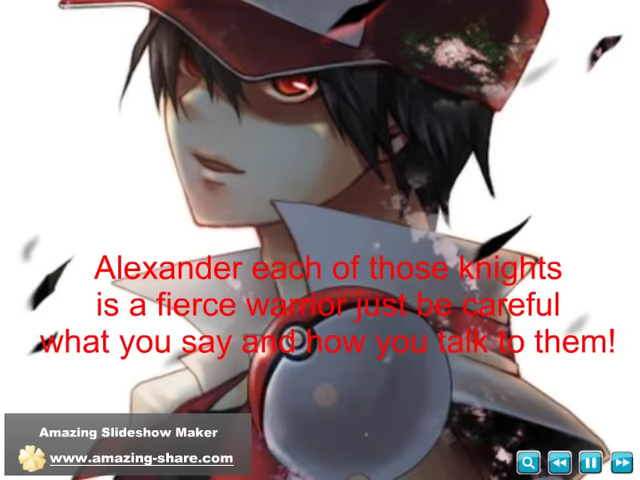 Alexander each of those knights
is a fierce warrior just be careful
what you say and how you talk to them!
Amazing Slideshow Maker
www.amazing-share.com